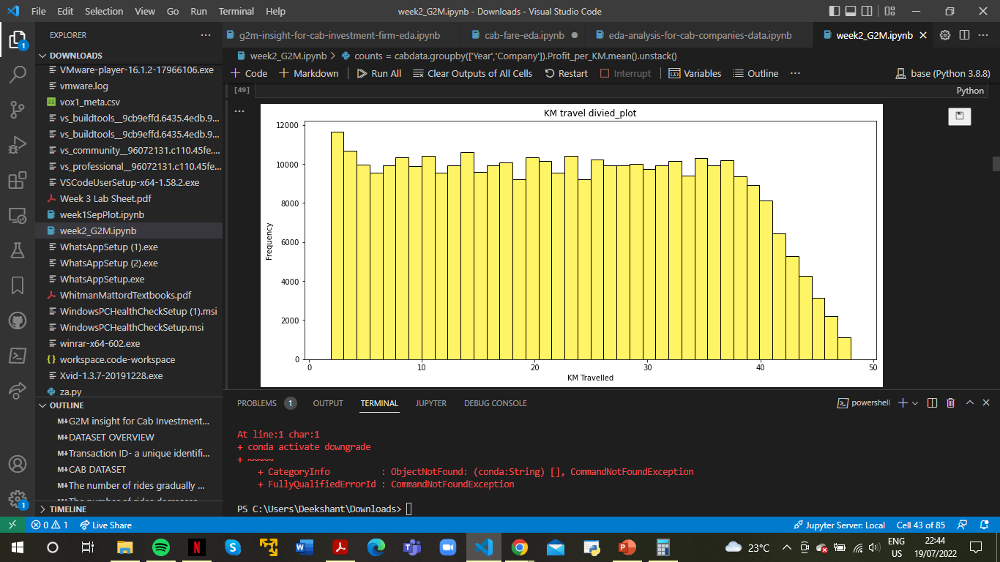 File Edit Selection View Go Run Terminal Help
week2_G2M.ipynb - Downloads - Visual Studio Code
EXPLORER
g2m-insight-for-cab-investment-firm-eda.ipynb
cab-fare-eda.ipynb
eda-analysis-for-cab-companies-data.ipynb
week2_G2M.ipynb
DOWNLOADS
VMware-player-16.1.2-17966106.exe
vmware.log
vox1_meta.csv
vs_buildtools__9cb9effd.6435.4edb.9...
vs_buildtools__9cb9effd.6435.4edb.9...
vs_community__96072131.c110.45fe....
vs_professional__96072131.c110.45fe...
VSCodeUserSetup-x64-1.58.2.exe
Week 3 Lab Sheet.pdf
week1SepPlot.ipynb
week2_G2M.ipynb
WhatsAppSetup (1).exe
WhatsAppSetup (2).exe
WhatsAppSetup.exe
WhitmanMattordTextbooks.pdf
WindowsPCHealthCheckSetup (1).msi
WindowsPCHealthCheckSetup.msi
winrar-x64-602.exe
workspace.code-workspace
Xvid-1.3.7-20191228.exe
za.py
OUTLINE
G2M insight for Cab Investment...
DATASET OVERVIEW
Transaction ID- a unique identifi...
CAB DATASET
The number of rides gradually ...
TIMELINE
week2_G2M.ipynb > counts = cabdata.groupby(['Year','Company']).Profit_per_KM.mean().unstack()
+ Code + Markdown Run All Clear Outputs of All Cells Restart Interrupt Variables Outline ... base (Python 3.8.8)
[49]
Python
KM travel divied_plot
12000
10000
8000
6000
4000
2000
0
Frequency
0 10 20 30 40 50
KM Travelled
PROBLEMS 1 OUTPUT TERMINAL JUPYTER DEBUG CONSOLE
powershell
At line:1 char:1
+ conda activate downgrade
+ ~~~~~
+ CategoryInfo : ObjectNotFound: (conda:String) [], CommandNotFoundException
+ FullyQualifiedErrorId : CommandNotFoundException
PS C:\Users\Deekshant\Downloads>
0 1 Live Share
Jupyter Server: Local Cell 43 of 85
23°C
ENG
US
22:44
19/07/2022